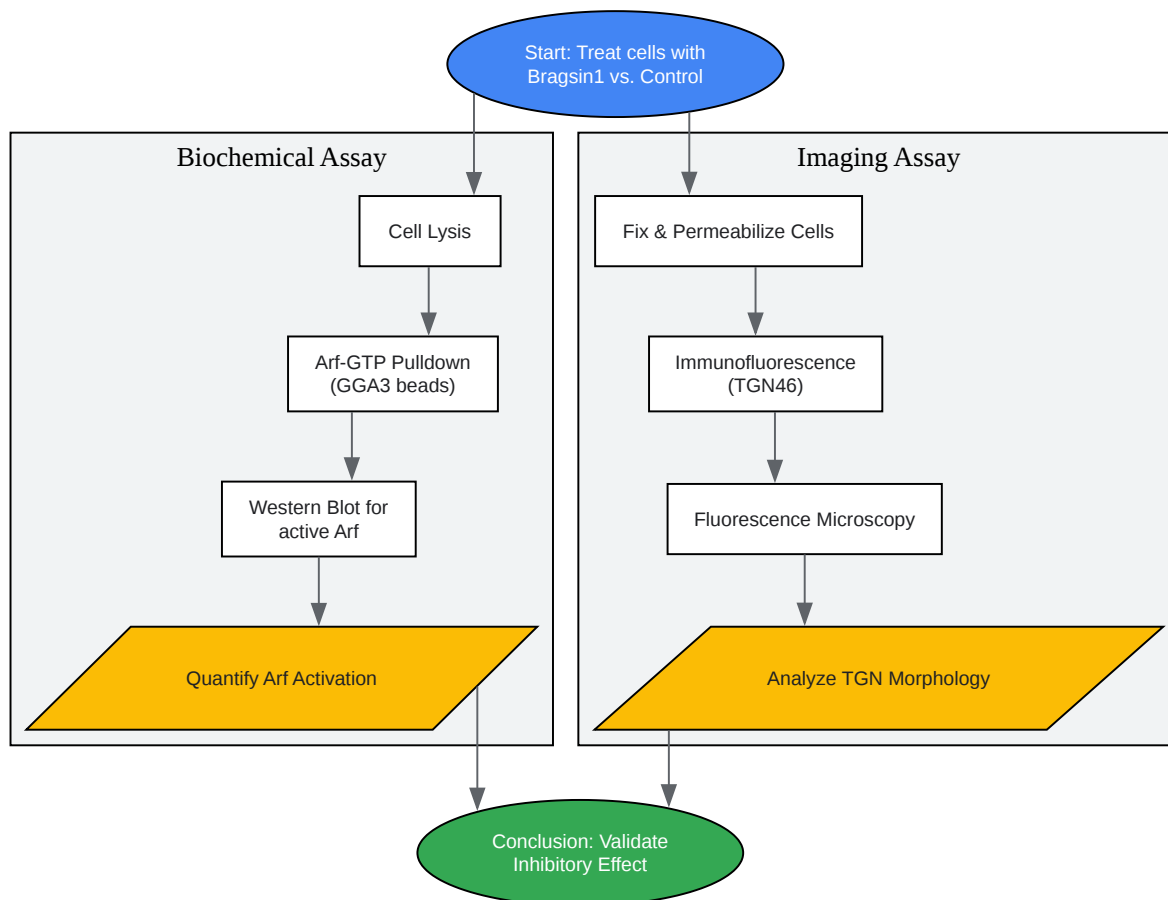 Start: Treat cells with
Bragsin1 vs. Control
Biochemical Assay
Cell Lysis
Arf-GTP Pulldown
(GGA3 beads)
Western Blot for
active Arf
Quantify Arf Activation
Imaging Assay
Fix & Permeabilize Cells
Immunofluorescence
(TGN46)
Fluorescence Microscopy
Analyze TGN Morphology
Conclusion: Validate
Inhibitory Effect